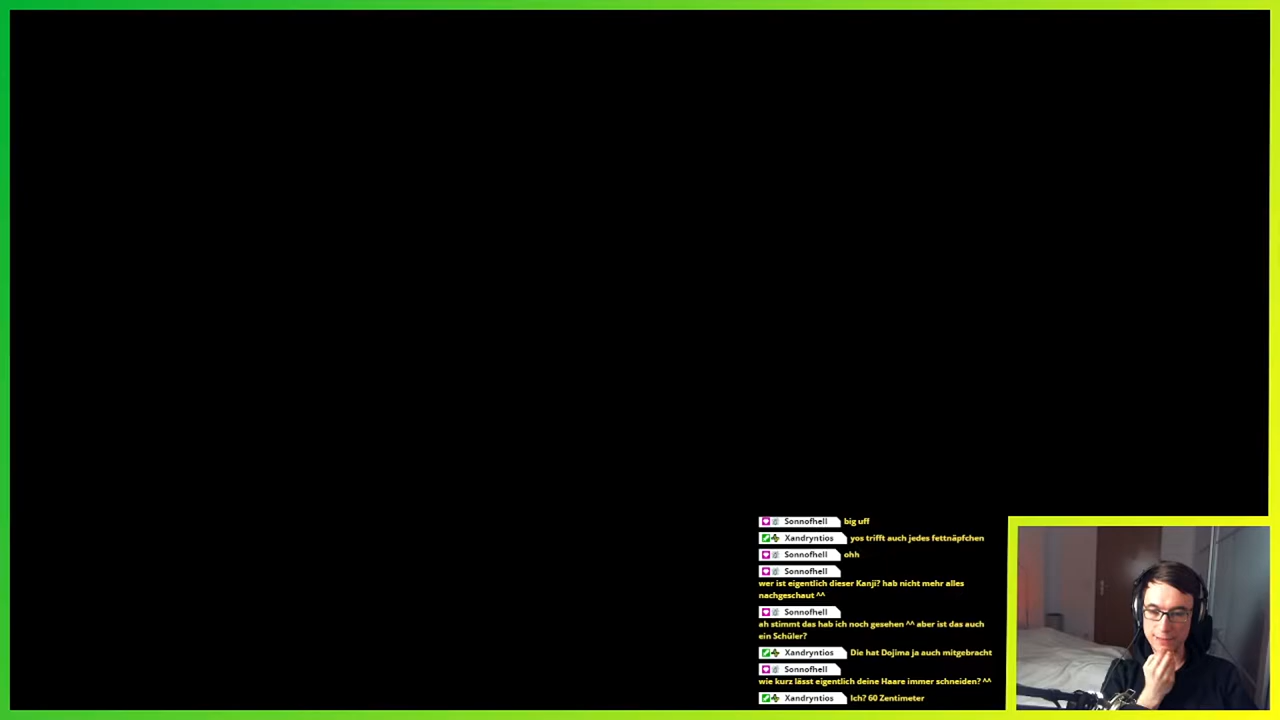 Sonnofhell big uff
Xandryntios yos trifft auch jedes fettnäpfchen
Sonnofhell ohh
Sonnofhell
wer ist eigentlich dieser Kanji? hab nicht mehr alles
nachgeschaut ^^
Sonnofhell
ah stimmt das hab ich noch gesehen ^^ aber ist das auch
ein Schüler?
Xandryntios Die hat Dojima ja auch mitgebracht
Sonnofhell
wie kurz lässt eigentlich deine Haare immer schneiden? ^^
Xandryntios Ich? 60 Zentimeter